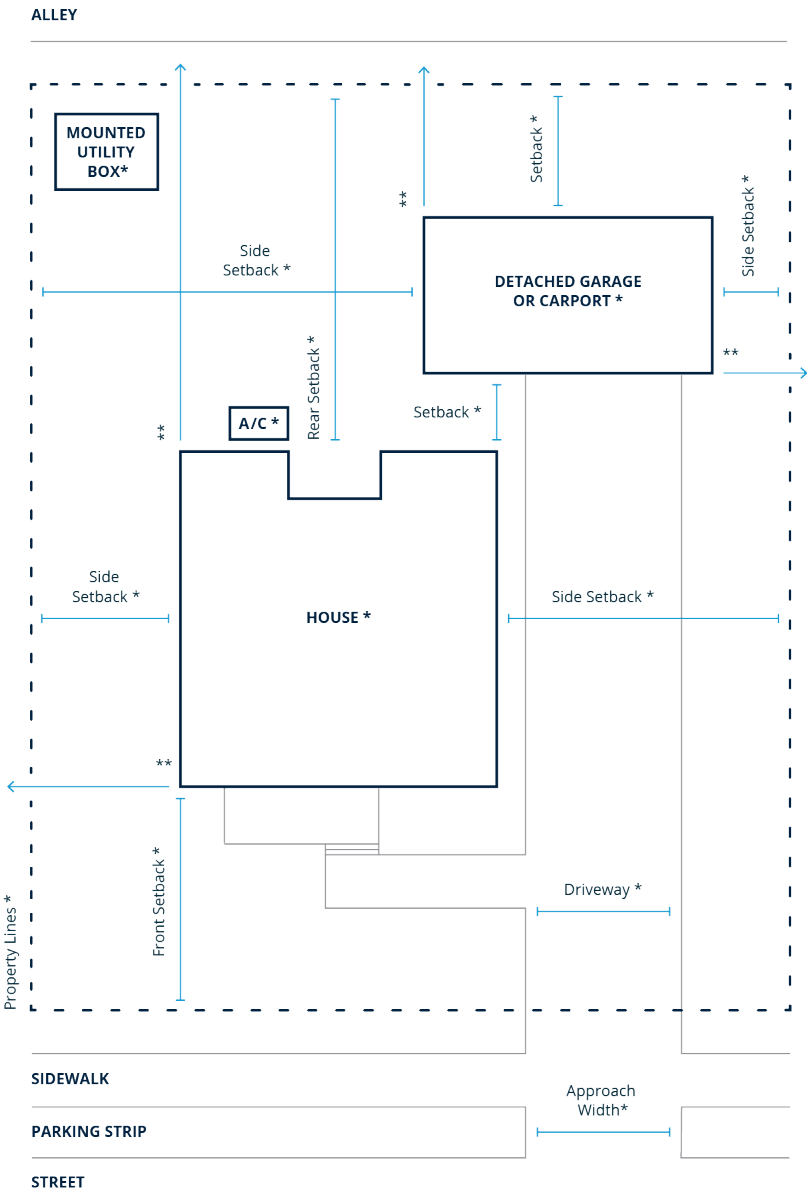 ALLEY
MOUNTED
UTILITY
BOX*
Setback *
**
Side Setback *
Side
Setback *
DETACHED GARAGE
OR CARPORT *
**
Rear Setback *
Setback *
A/C *
**
Side
Setback *
HOUSE *
Side Setback *
**
Front Setback *
Driveway *
Property Lines *
SIDEWALK
Approach
Width*
PARKING STRIP
STREET